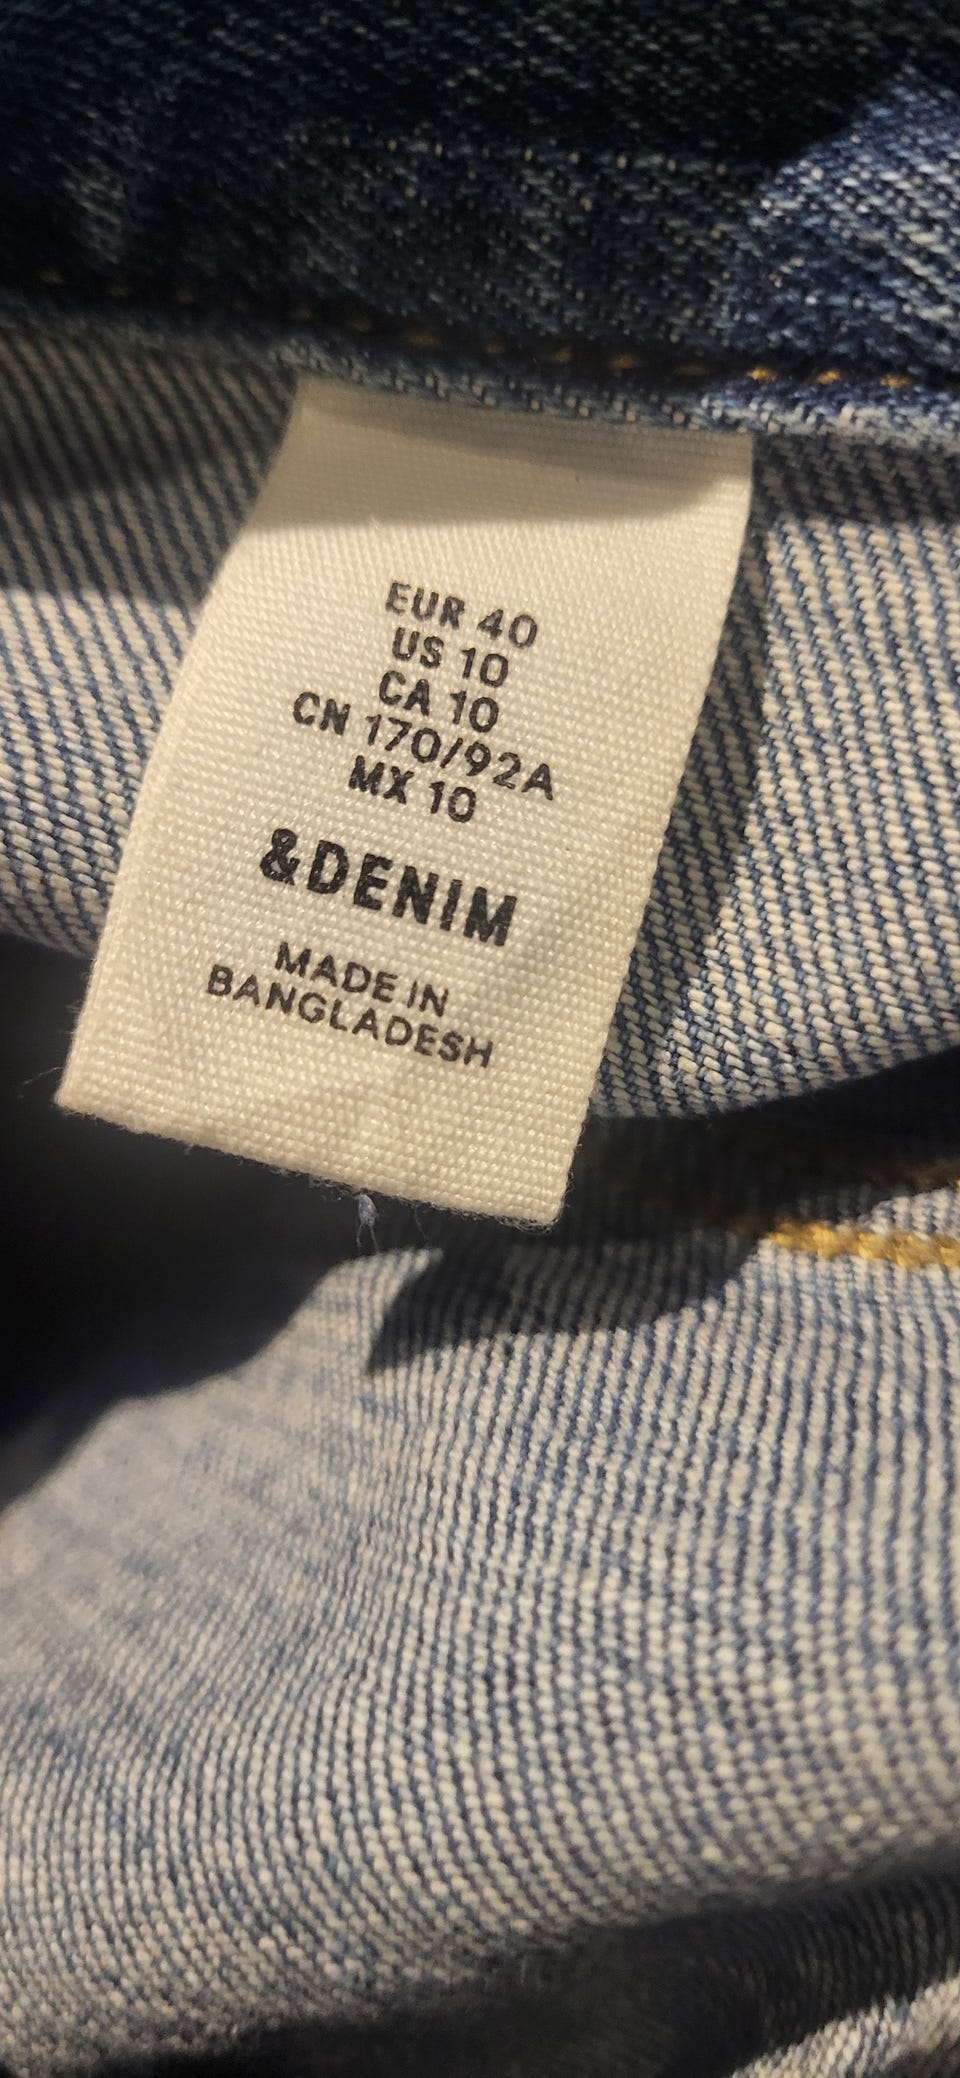 EUR 40
US 10
CA 10
CN 170/92A
MX 10
&DENIM
MADE IN
BANGLADESH